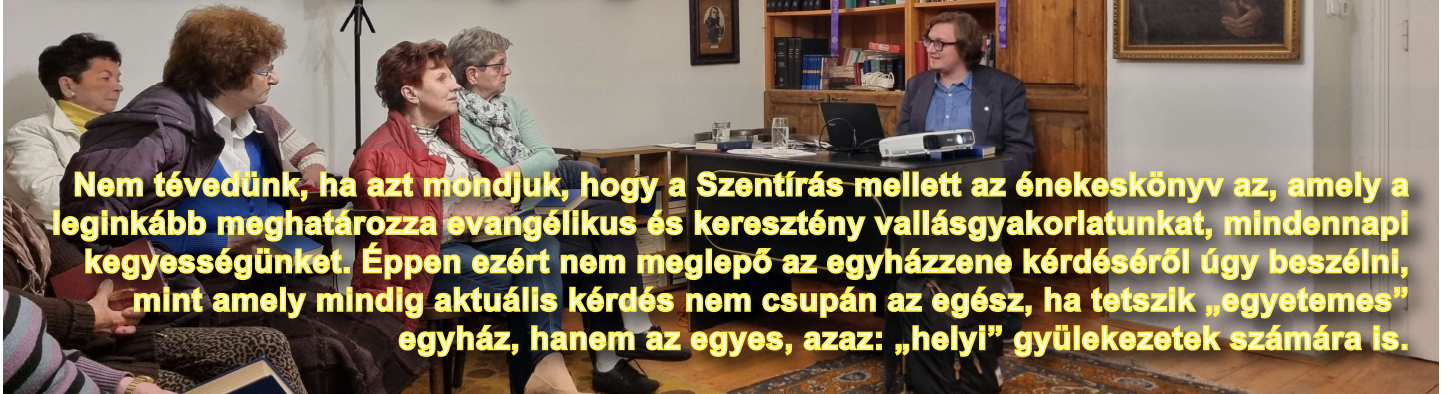 Nem tévedünk, ha azt mondjuk, hogy a Szentírás mellett az énekeskönyv az, amely a
leginkább meghatározza evangélikus és keresztény vallásgyakorlatunkat, mindennapi
kegyességünket. Éppen ezért nem meglepő az egyházzene kérdéséről úgy beszélni,
mint amely mindig aktuális kérdés nem csupán az egész, ha tetszik „egyetemes”
egyház, hanem az egyes, azaz: „helyi” gyülekezetek számára is.